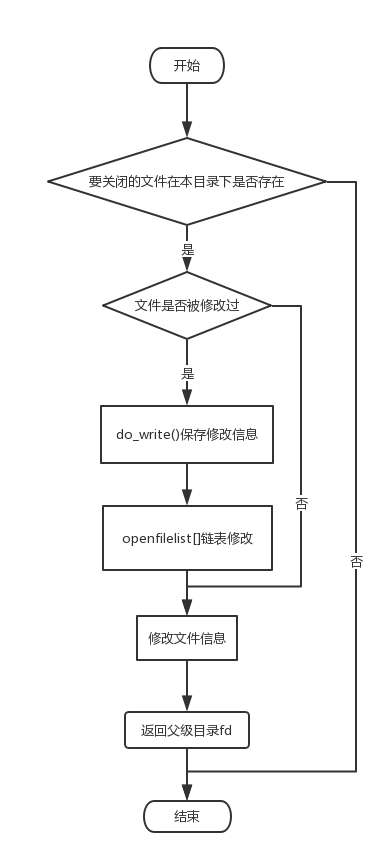 开始
要关闭的文件在本目录下是否存在
是
文件是否被修改过
是
do_write()保存修改信息
否
openfilelist[]链表修改
否
修改文件信息
返回父级目录fd
结束